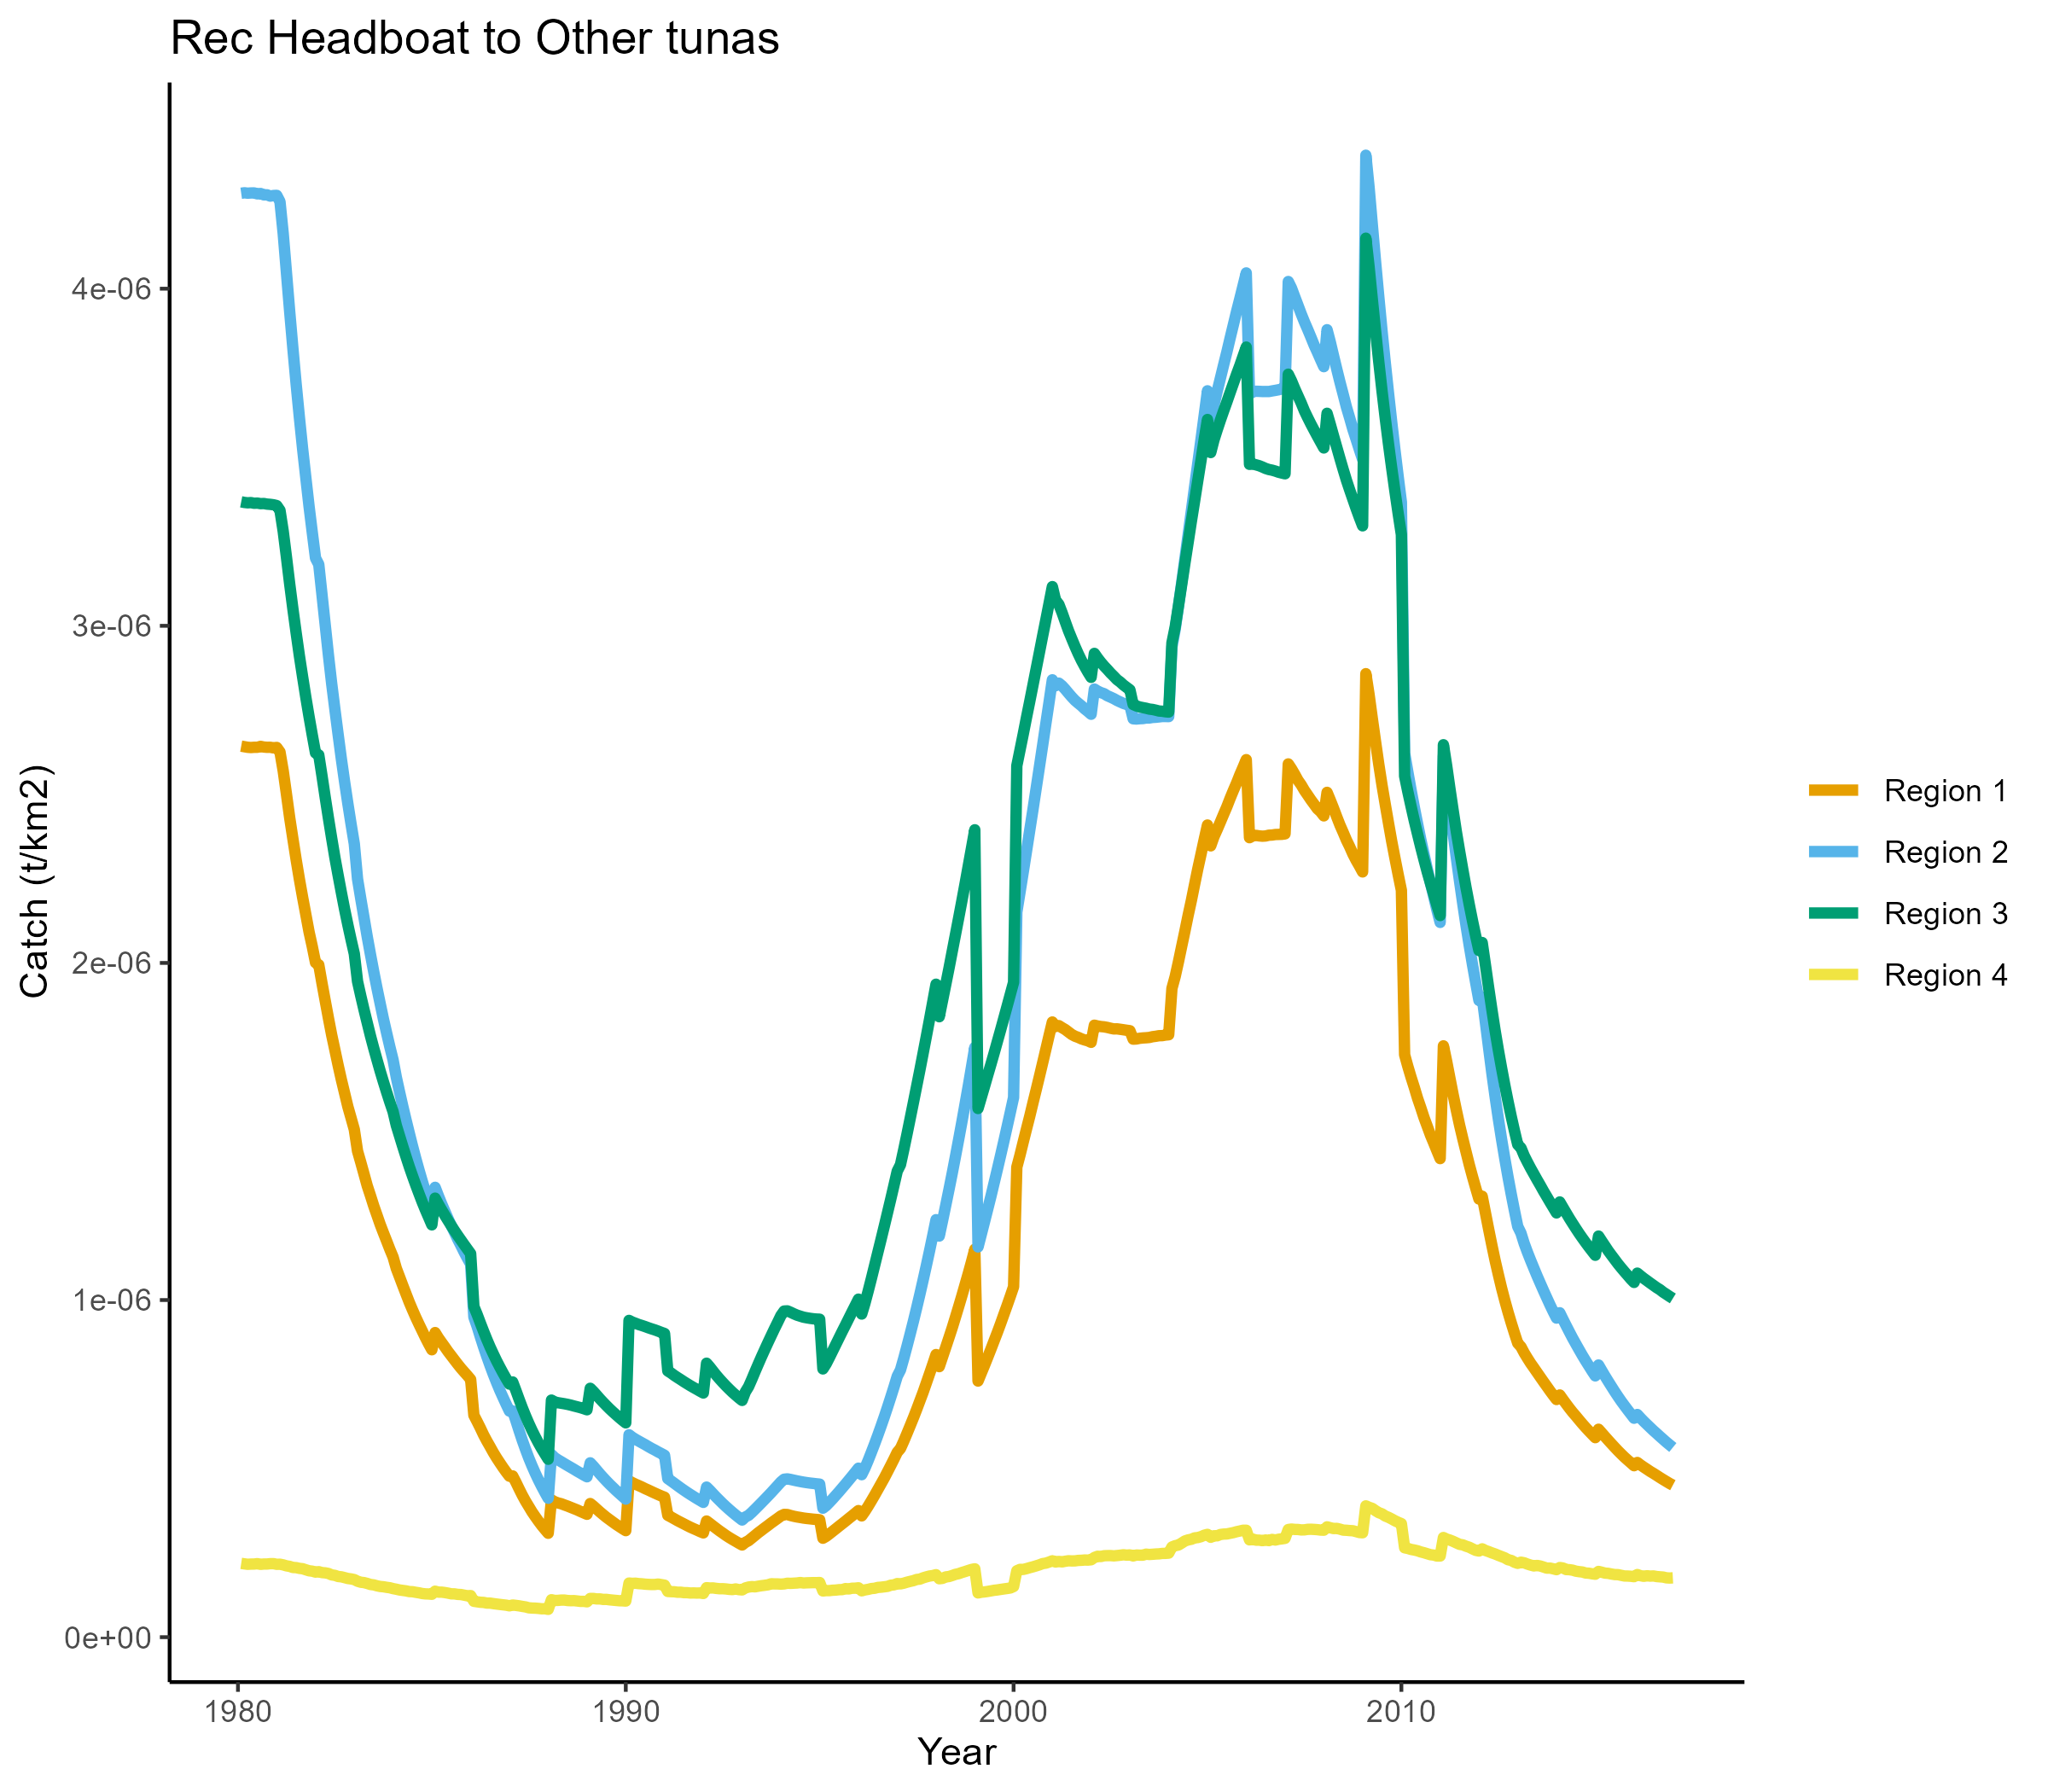 Rec Headboat to Other tunas
Catch (t/km2)
4e-06
3e-06
2e-06
1e-06
0e+00
1980
1990
2000
2010
Year
Region 1
Region 2
Region 3
Region 4